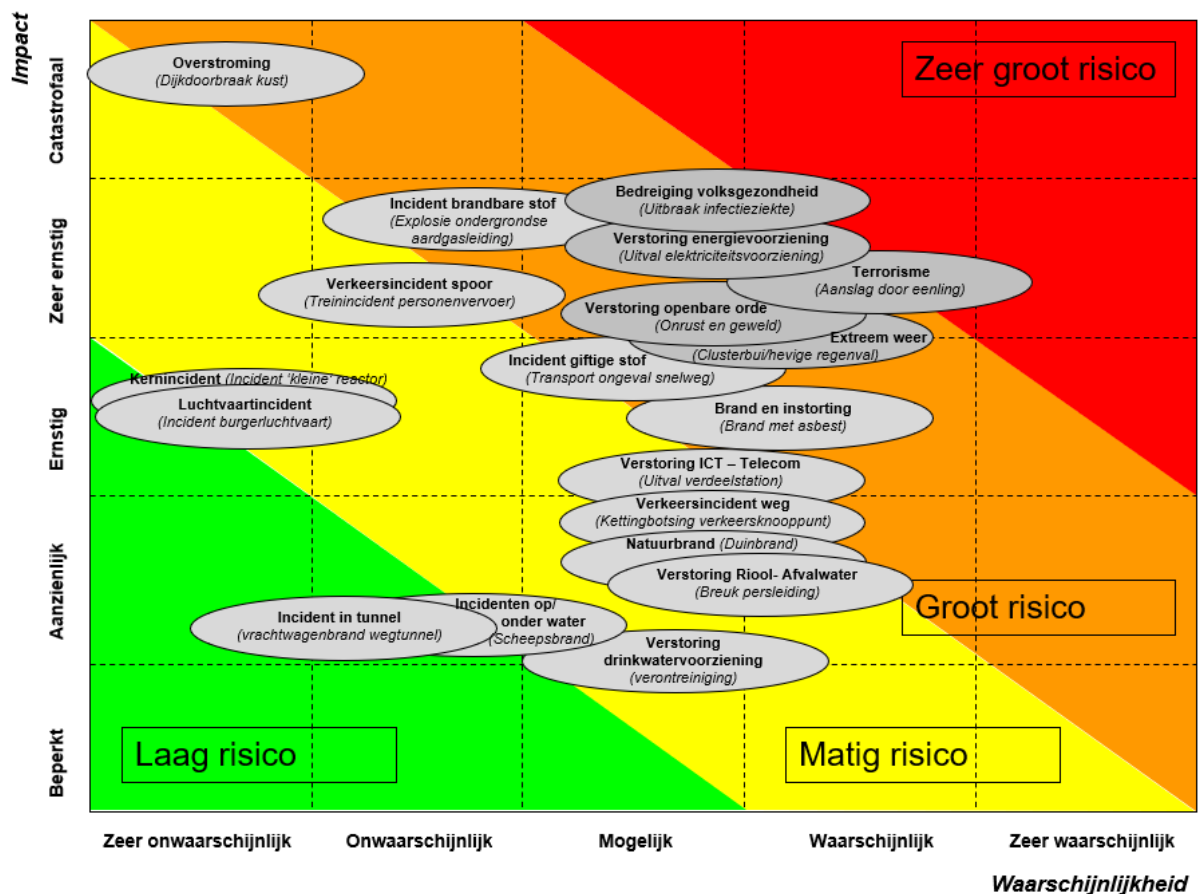 Impact
Catastrofaal
Zeer ernstig
Ernstig
Aanzienlijk
Beperkt
Zeer groot risico
Overstroming
(Dijkdoorbraak kust)
Bedreiging volksgezondheid
(Uitbraak infectieziekte)
Incident brandbare stof
(Explosie ondergrondse
aardgasleiding)
Verstoring energievoorziening
(Uitval elektriciteitsvoorziening)
Terrorisme
(Aanslag door eenling)
Verkeersincident spoor
(Treinincident personenvervoer)
Verstoring openbare orde
(Onrust en geweld)
Extreem weer
(Clusterbui/hevige regenval)
Incident giftige stof
(Transport ongeval snelweg)
Kernincident (Incident 'kleine' reactor)
Luchtvaartincident
(Incident burgerluchtvaart)
Brand en instorting
(Brand met asbest)
Verstoring ICT – Telecom
(Uitval verdeelstation)
Verkeersincident weg
(Kettingbotsing verkeersknooppunt)
Natuurbrand (Duinbrand)
Verstoring Riool- Afvalwater
(Breuk persleiding)
Groot risico
Incident in tunnel
(vrachtwagenbrand wegtunnel)
Incidenten op/
onder water
(Scheepsbrand)
Verstoring
drinkwatervoorziening
(verontreiniging)
Laag risico
Matig risico
Zeer onwaarschijnlijk
Onwaarschijnlijk
Mogelijk
Waarschijnlijk
Zeer waarschijnlijk
Waarschijnlijkheid